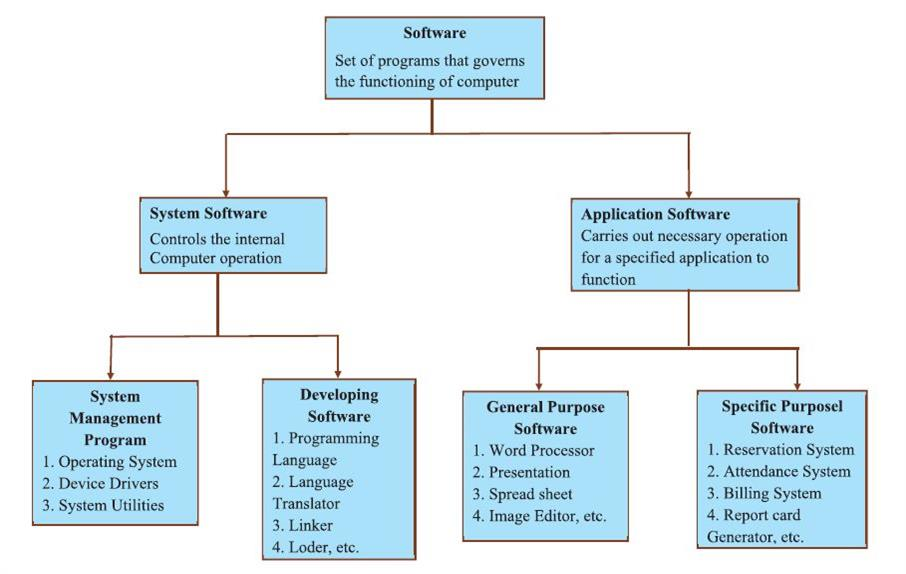 Software
Set of programs that governs
the functioning of computer
System Software
Controls the internal
Computer operation
Application Software
Carries out necessary operation
for a specified application to
function
System
Management
Program
1. Operating System
2. Device Drivers
3. System Utilities
Developing
Software
1. Programming
Language
2. Language
Translator
3. Linker
4. Loder, etc.
General Purpose
Software
1. Word Processor
2. Presentation
3. Spread sheet
4. Image Editor, etc.
Specific Purposel
Software
1. Reservation System
2. Attendance System
3. Billing System
4. Report card
Generator, etc.